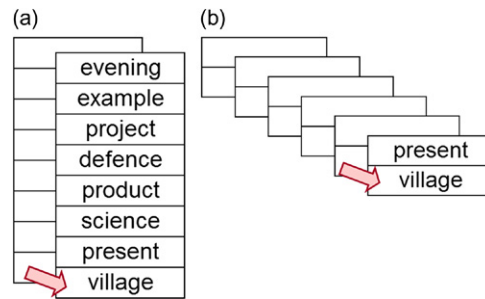 (a)
evening
example
project
defence
product
science
present
village
(b)
present
village